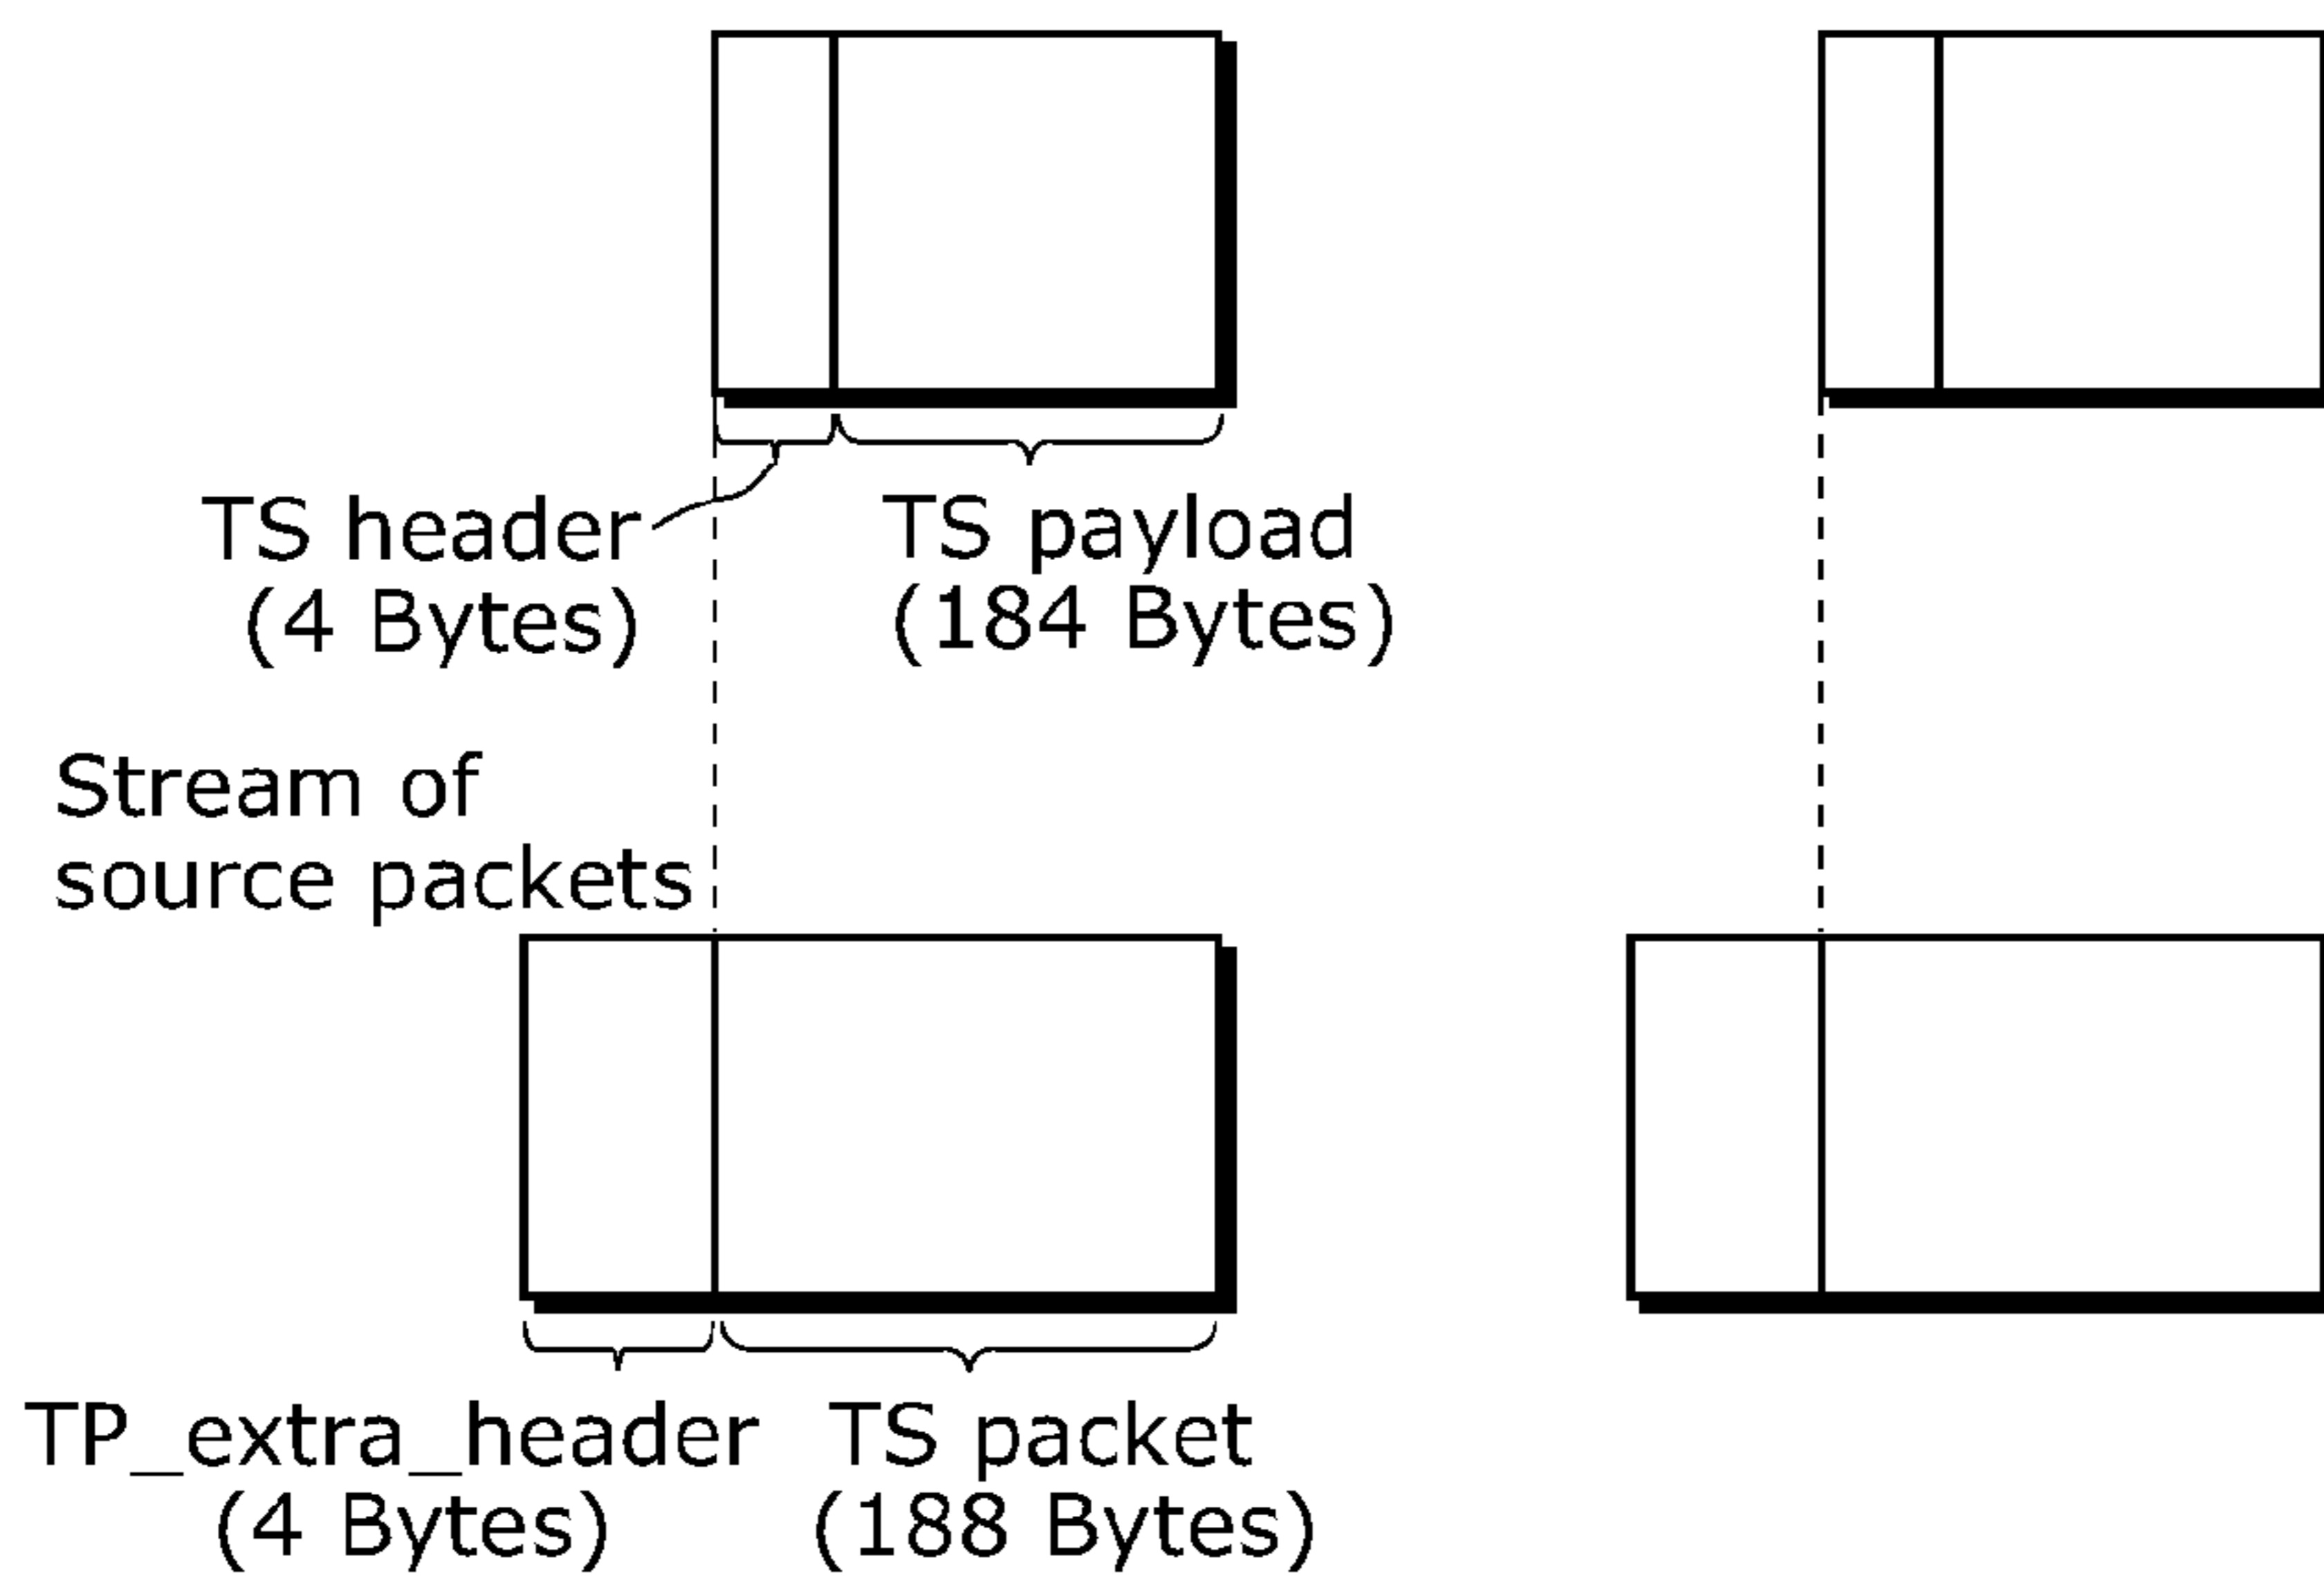 TS header
(4 Bytes)
TS payload
(184 Bytes)
Stream of
source packets
TP_extra_header
(4 Bytes)
TS packet
(188 Bytes)